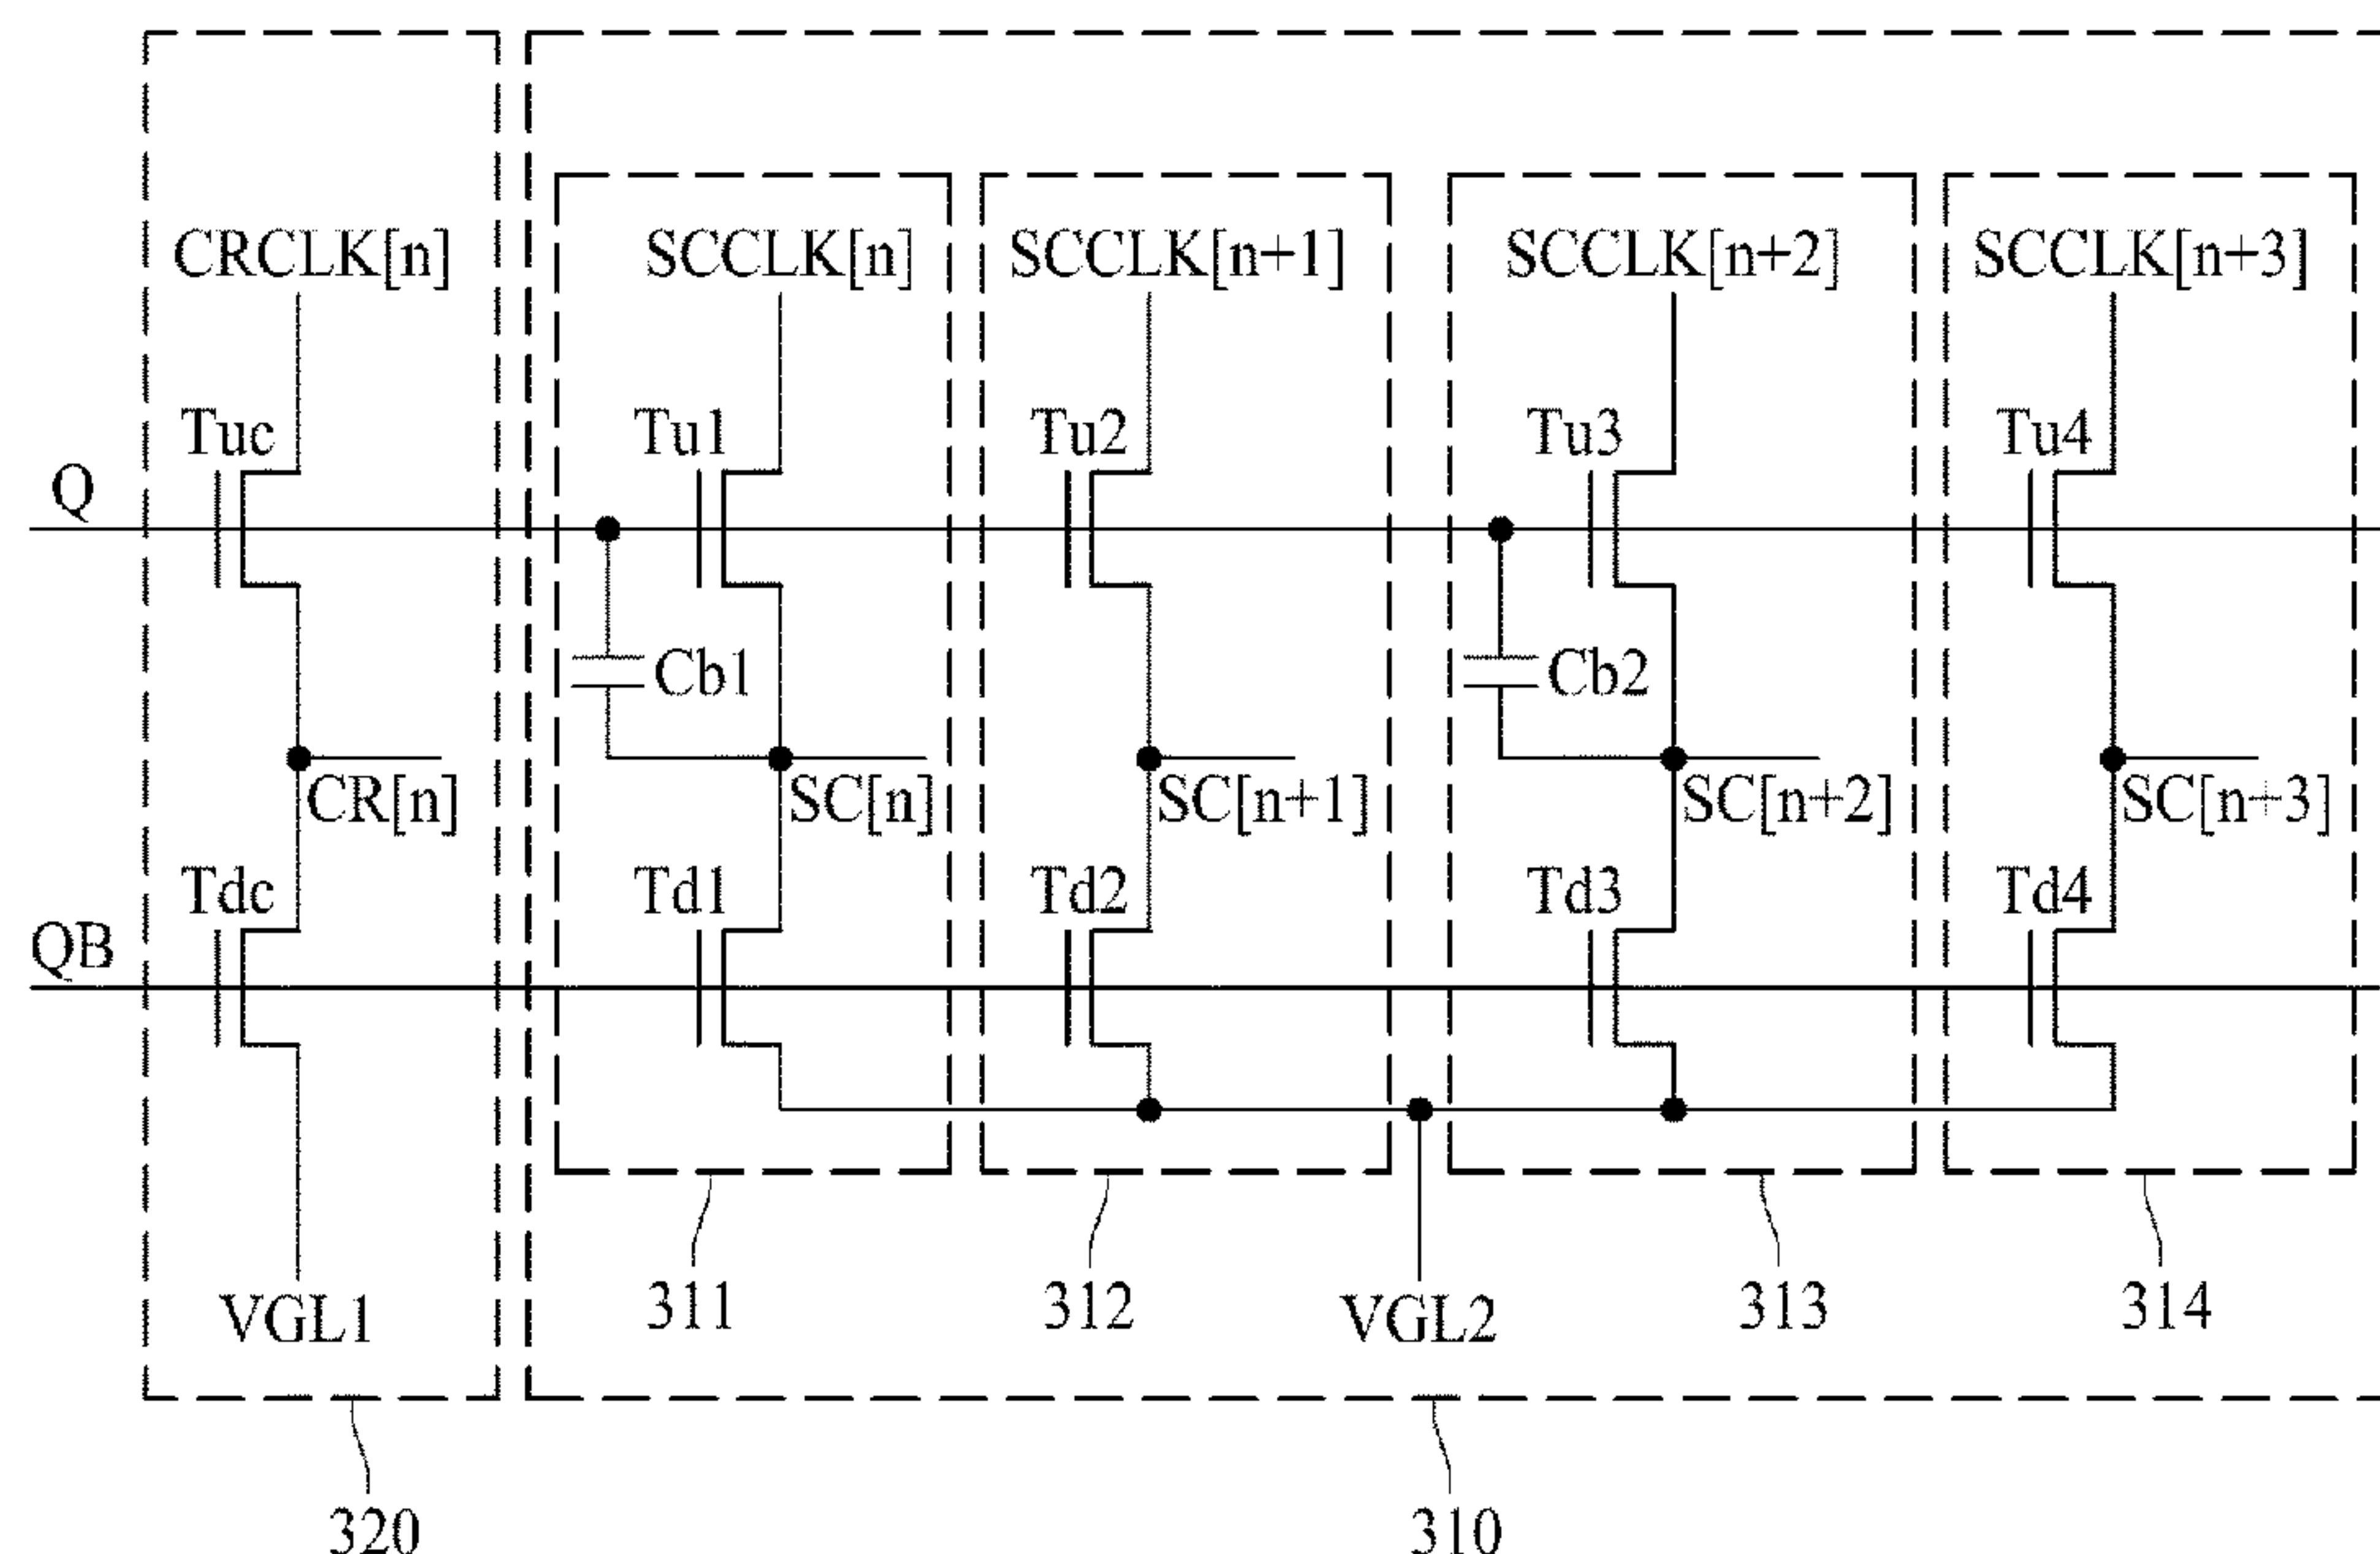 CRCLK[n] SCCLK[n] SCCLK[n+1] SCCLK[n+2] SCCLK[n+3]
Tuc Tu1 Tu2 Tu3 Tu4
Q
Cb1 Cb2
CR[n] SC[n] SC[n+1] SC[n+2] SC[n+3]
Tdc Td1 Td2 Td3 Td4
QB
VGL1 311 312 VGL2 313 314
320 310